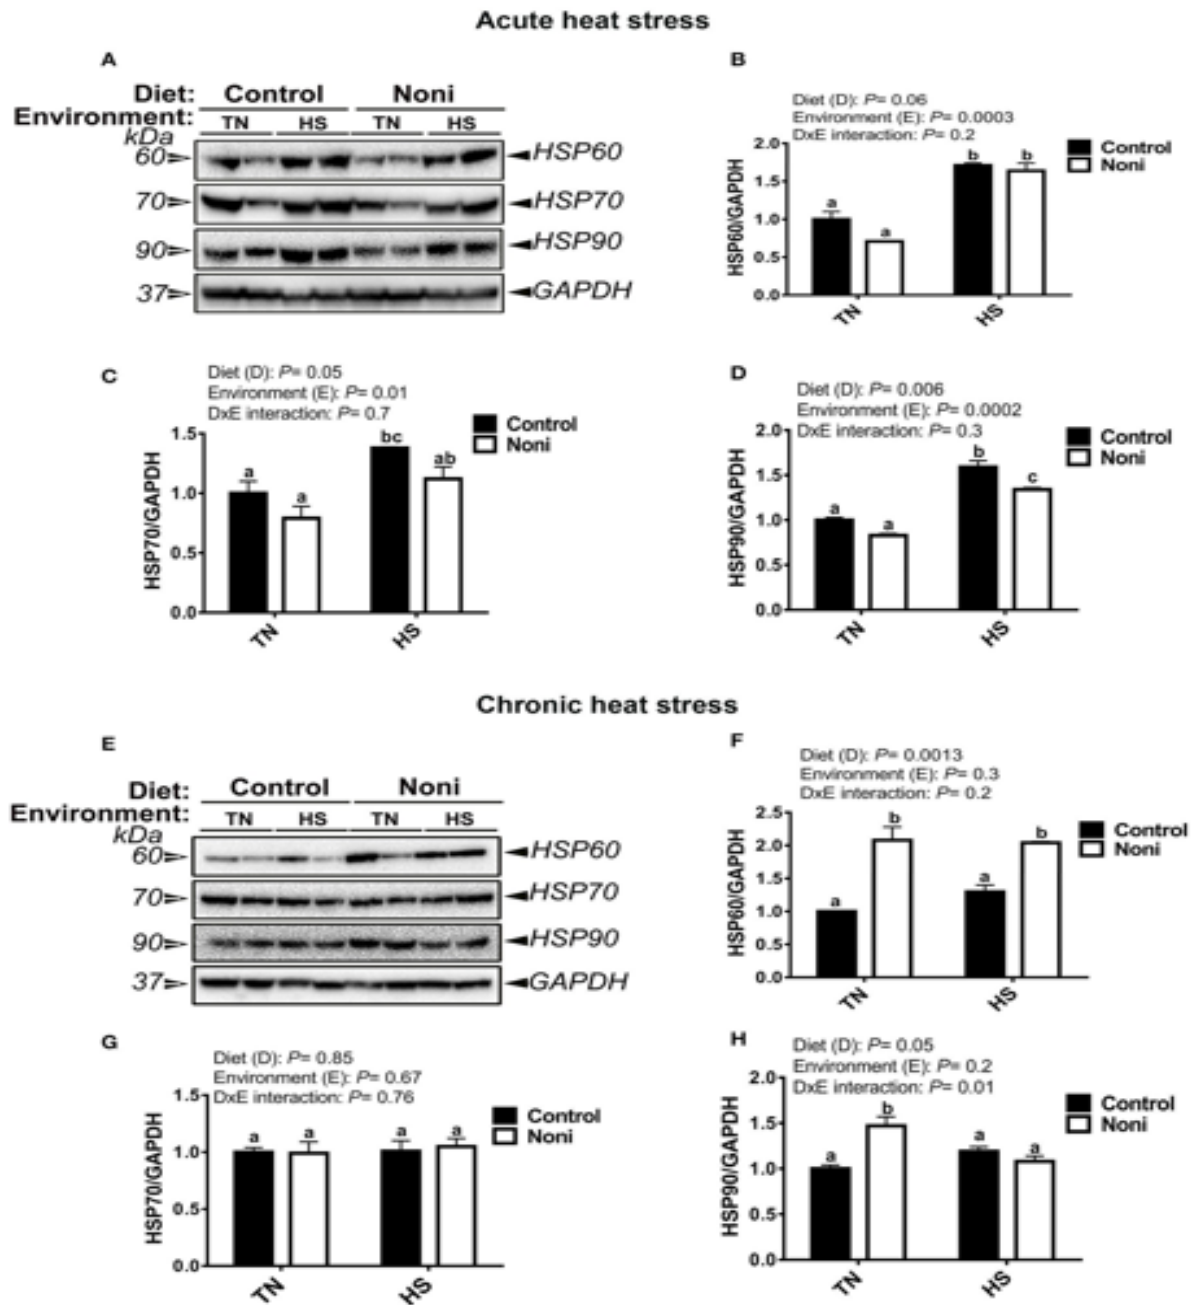 Acute heat stress
A
Diet: Control Noni
Environment: TN HS TN HS
kDa
60 HSP60
70 HSP70
90 HSP90
37 GAPDH
B
Diet (D): P= 0.06
Environment (E): P= 0.0003
DxE interaction: P= 0.2
Control
Noni
HSP60/GAPDH
2.0
1.5
1.0
0.5
0.0
a
a
b
b
TN
HS
C
Diet (D): P= 0.05
Environment (E): P= 0.01
DxE interaction: P= 0.7
Control
Noni
HSP70/GAPDH
1.5
1.0
0.5
0.0
a
a
bc
ab
TN
HS
D
Diet (D): P= 0.006
Environment (E): P= 0.0002
DxE interaction: P= 0.3
Control
Noni
HSP90/GAPDH
2.0
1.5
1.0
0.5
0.0
a
a
b
c
TN
HS
Chronic heat stress
E
Diet: Control Noni
Environment: TN HS TN HS
kDa
60 HSP60
70 HSP70
90 HSP90
37 GAPDH
F
Diet (D): P= 0.0013
Environment (E): P= 0.3
DxE interaction: P= 0.2
Control
Noni
HSP60/GAPDH
2.5
2.0
1.5
1.0
0.5
0.0
a
b
a
b
TN
HS
G
Diet (D): P= 0.85
Environment (E): P= 0.67
DxE interaction: P= 0.76
Control
Noni
HSP70/GAPDH
1.5
1.0
0.5
0.0
a
a
a
a
TN
HS
H
Diet (D): P= 0.05
Environment (E): P= 0.2
DxE interaction: P= 0.01
Control
Noni
HSP90/GAPDH
2.0
1.5
1.0
0.5
0.0
a
b
a
a
TN
HS